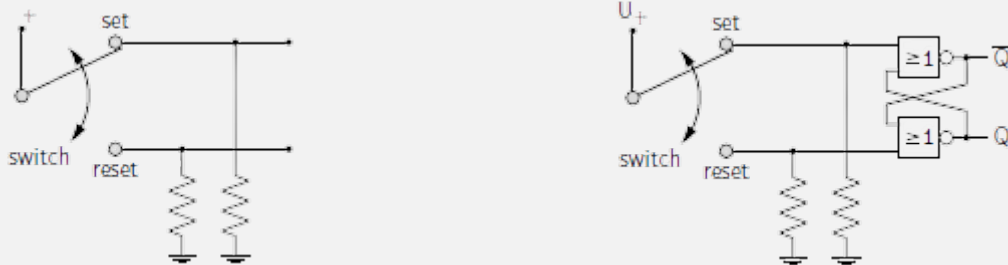 +
set
switch
reset
U+
set
≥1
Q̅
≥1
Q
switch
reset